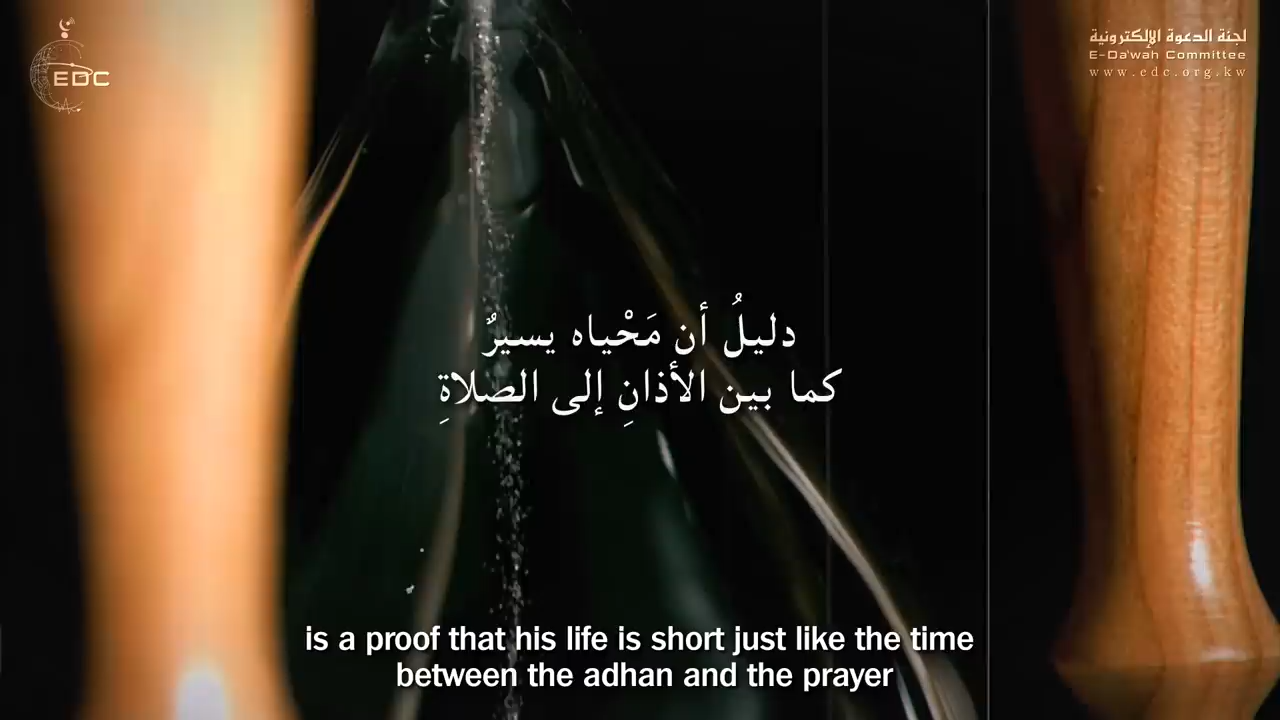 EDC
لجنة الدعوة الإلكترونية
E-Da'wah Committee
www.edc.org.kw
دليلُ أن مَحْياه يسيرٌ
كما بين الأذانِ إلى الصلاةِ
is a proof that his life is short just like the time
between the adhan and the prayer